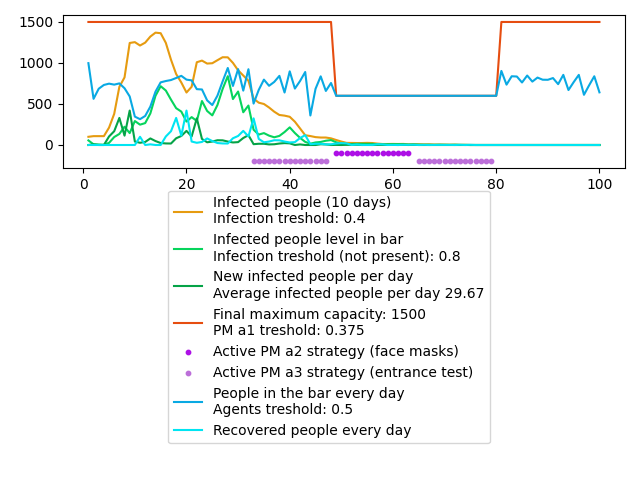 1500
1000
500
0
0 20 40 60 80 100
Infected people (10 days)
Infection treshold: 0.4
Infected people level in bar
Infection treshold (not present): 0.8
New infected people per day
Average infected people per day 29.67
Final maximum capacity: 1500
PM a1 treshold: 0.375
Active PM a2 strategy (face masks)
Active PM a3 strategy (entrance test)
People in the bar every day
Agents treshold: 0.5
Recovered people every day